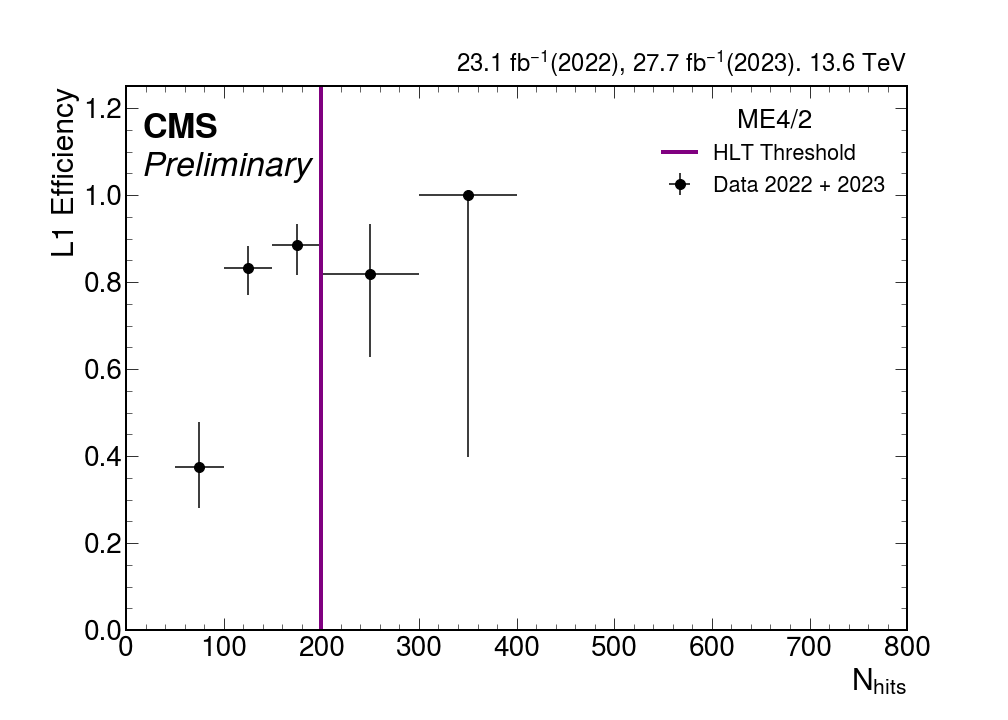 23.1 fb⁻¹(2022), 27.7 fb⁻¹(2023). 13.6 TeV
CMS
Preliminary
ME4/2
HLT Threshold
Data 2022 + 2023
L1 Efficiency
1.2
1.0
0.8
0.6
0.4
0.2
0.0
0 100 200 300 400 500 600 700 800
N_hits